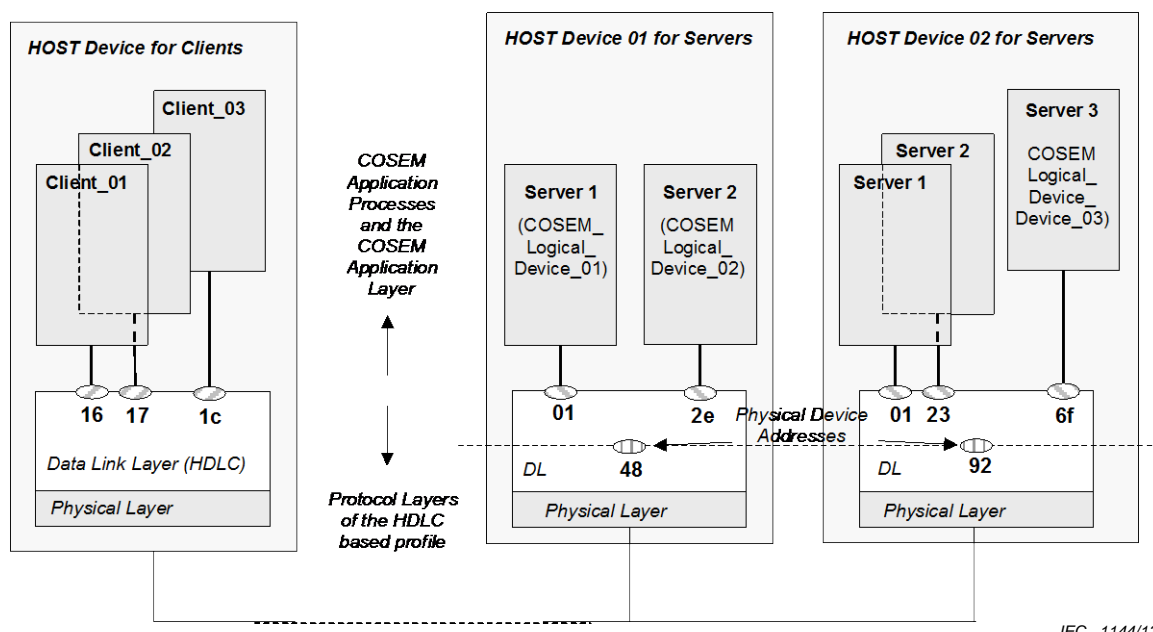 HOST Device for Clients
HOST Device 01 for Servers
HOST Device 02 for Servers
Client_03
Client_02
Client_01
COSEM
Application
Processes
and the
COSEM
Application
Layer
Server 1
(COSEM_
Logical_
Device_01)
Server 2
(COSEM
Logical_
Device_02)
Server 3
COSEM
Logical_
Device_
Device_03)
Server 2
Server 1
16
17
1c
01
2e
01
23
6f
Physical Device
Addresses
Data Link Layer (HDLC)
DL
48
DL
92
Physical Layer
Protocol Layers
of the HDLC
based profile
Physical Layer
Physical Layer
IEC 1144/13